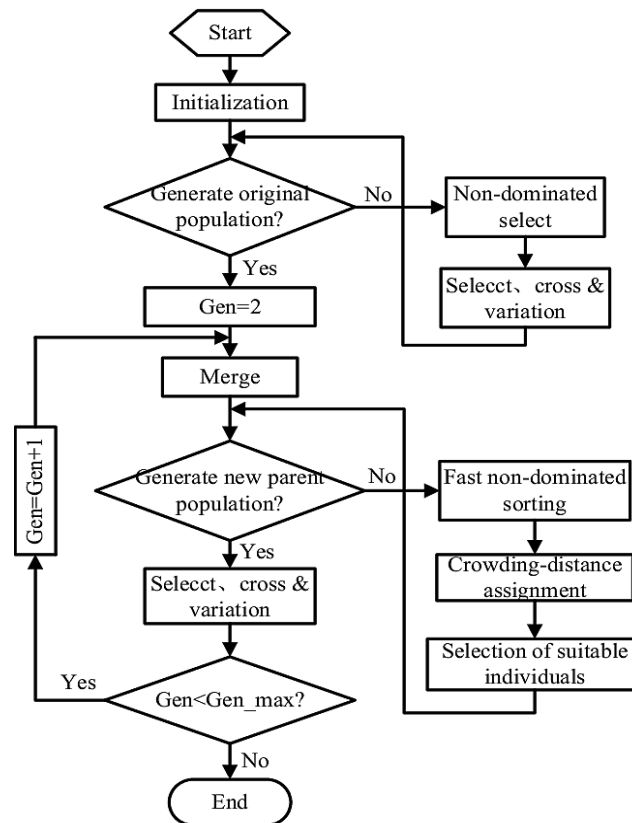 Start
Initialization
Generate original
population?
No
Non-dominated
select
Yes
Selecct、cross &
variation
Gen=2
Merge
Gen=Gen+1
Generate new parent
population?
No
Fast non-dominated
sorting
Yes
Crowding-distance
assignment
Selecct、cross &
variation
Selection of suitable
individuals
Yes
Gen<Gen_max?
No
End